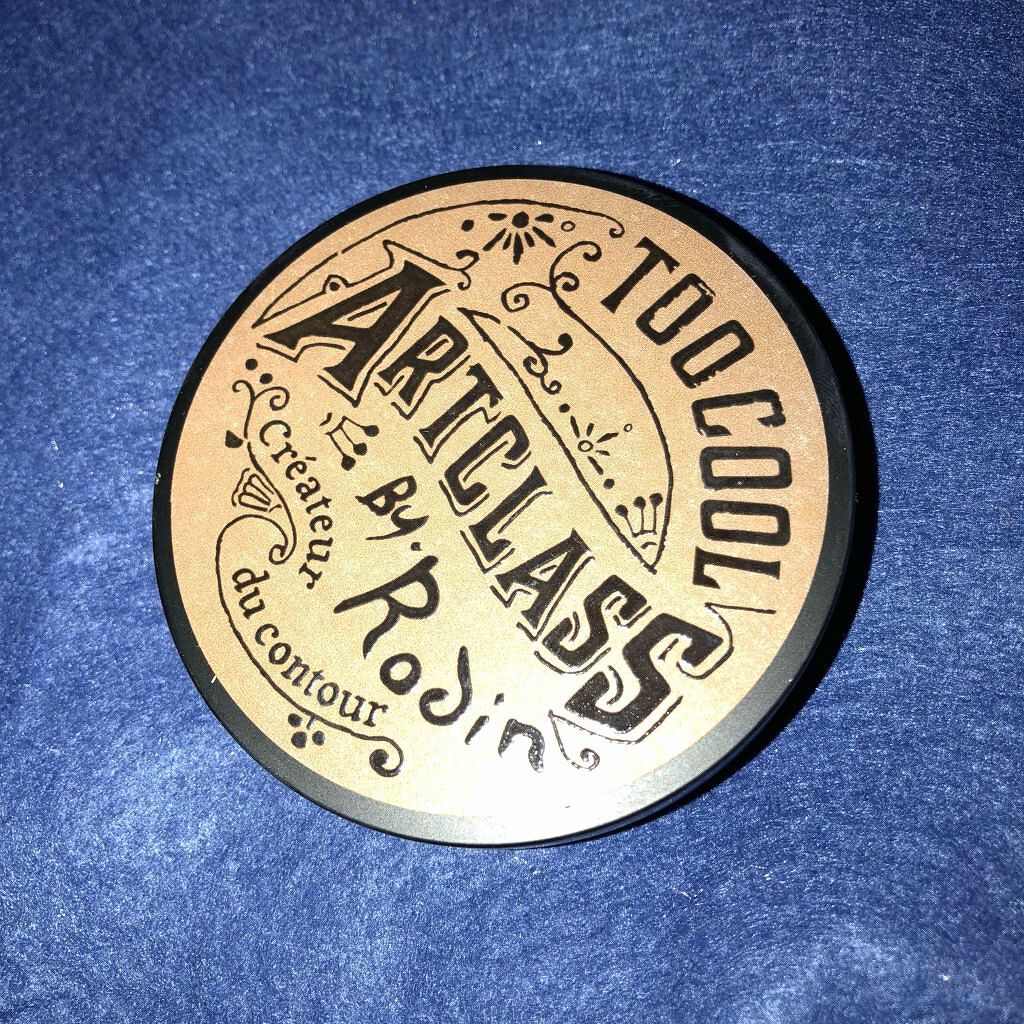 TOO COOL
ARTCLASS
By. Rodin
Créateur
du contour